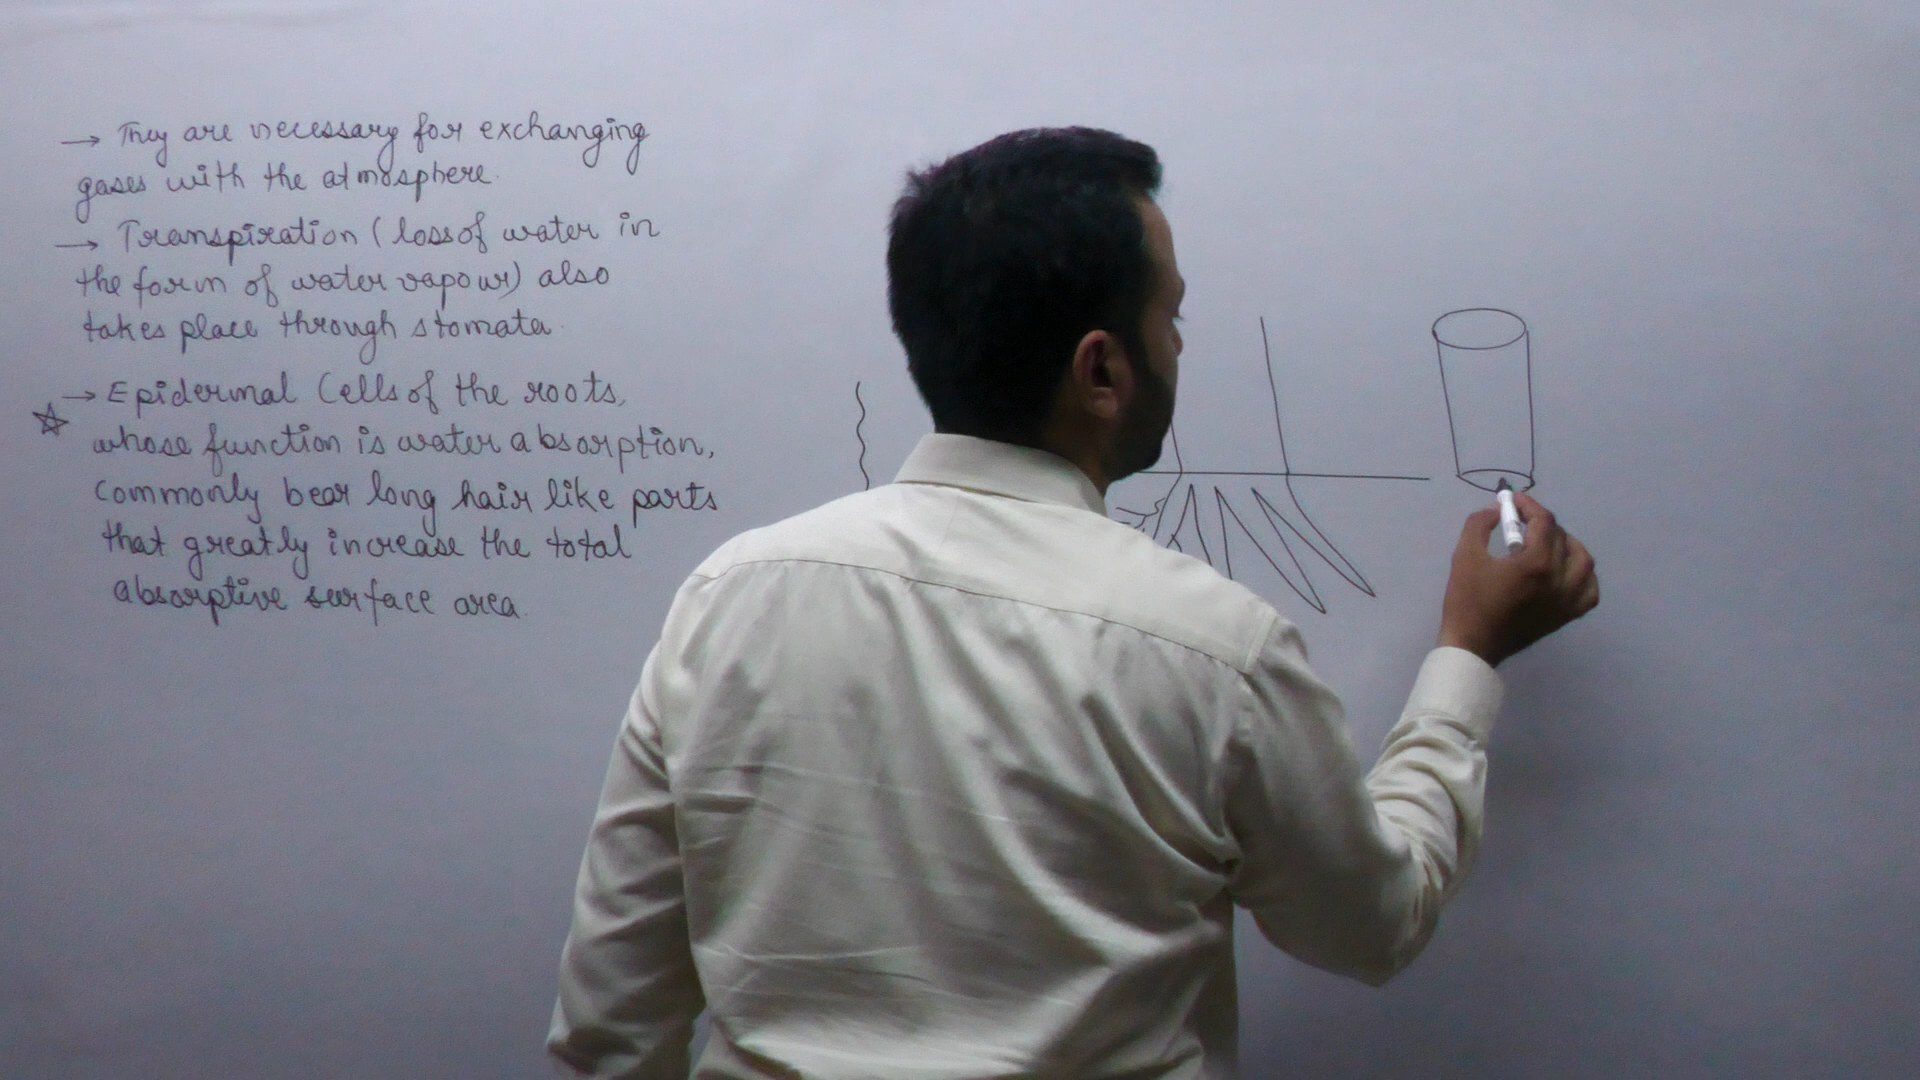 → They are necessary for exchanging
gases with the atmosphere.
→ Transpiration (loss of water in
the form of water vapour) also
takes place through stomata.
→ Epidermal Cells of the roots,
whose function is water absorption,
commonly bear long hair like parts
that greatly increase the total
absorptive surface area.